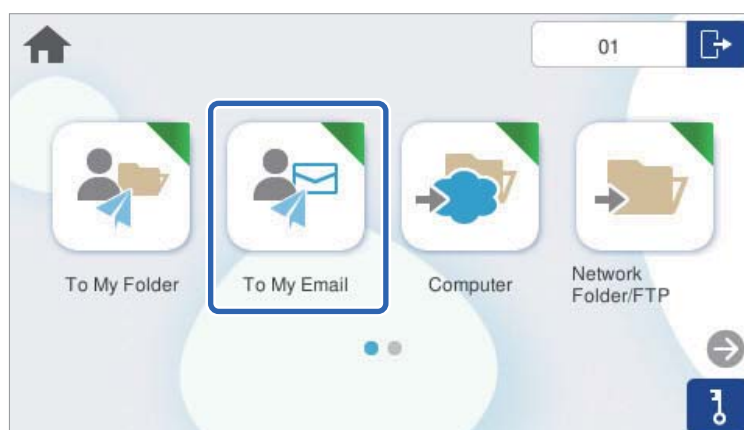 01
To My Folder
To My Email
Computer
Network
Folder/FTP